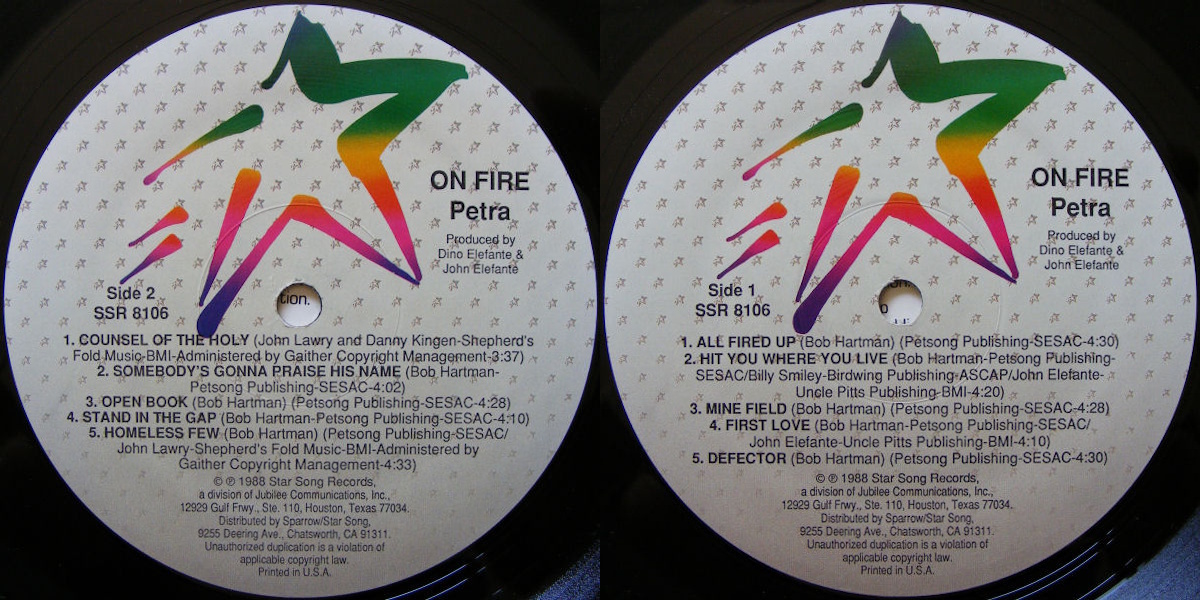 ON FIRE
Petra
Produced by
Dino Elefante &
John Elefante
Side 2
SSR 8106
tion.
1. COUNSEL OF THE HOLY (John Lawry and Danny Kingen-Shepherd's
Fold Music-BMI-Administered by Gaither Copyright Management-3:37)
2. SOMEBODY'S GONNA PRAISE HIS NAME (Bob Hartman-
Petsong Publishing-SESAC-4:02)
3. OPEN BOOK (Bob Hartman) (Petsong Publishing-SESAC-4:28)
4. STAND IN THE GAP (Bob Hartman-Petsong Publishing-SESAC-4:10)
5. HOMELESS FEW (Bob Hartman) (Petsong Publishing-SESAC/
John Lawry-Shepherd's Fold Music-BMI-Administered by
Gaither Copyright Management-4:33)
© ℗ 1988 Star Song Records,
a division of Jubilee Communications, Inc.,
12929 Gulf Frwy., Ste. 110, Houston, Texas 77034.
Distributed by Sparrow/Star Song,
9255 Deering Ave., Chatsworth, CA 91311.
Unauthorized duplication is a violation of
applicable copyright law.
Printed in U.S.A.
ON FIRE
Petra
Produced by
Dino Elefante &
John Elefante
Side 1
SSR 8106
1. ALL FIRED UP (Bob Hartman) (Petsong Publishing-SESAC-4:30)
2. HIT YOU WHERE YOU LIVE (Bob Hartman-Petsong Publishing-
SESAC/Billy Smiley-Birdwing Publishing-ASCAP/John Elefante-
Uncle Pitts Publishing-BMI-4:20)
3. MINE FIELD (Bob Hartman) (Petsong Publishing-SESAC-4:28)
4. FIRST LOVE (Bob Hartman-Petsong Publishing-SESAC/
John Elefante-Uncle Pitts Publishing-BMI-4:10)
5. DEFECTOR (Bob Hartman) (Petsong Publishing-SESAC-4:30)
© ℗ 1988 Star Song Records,
a division of Jubilee Communications, Inc.,
12929 Gulf Frwy., Ste. 110, Houston, Texas 77034.
Distributed by Sparrow/Star Song,
9255 Deering Ave., Chatsworth, CA 91311.
Unauthorized duplication is a violation of
applicable copyright law.
Printed in U.S.A.